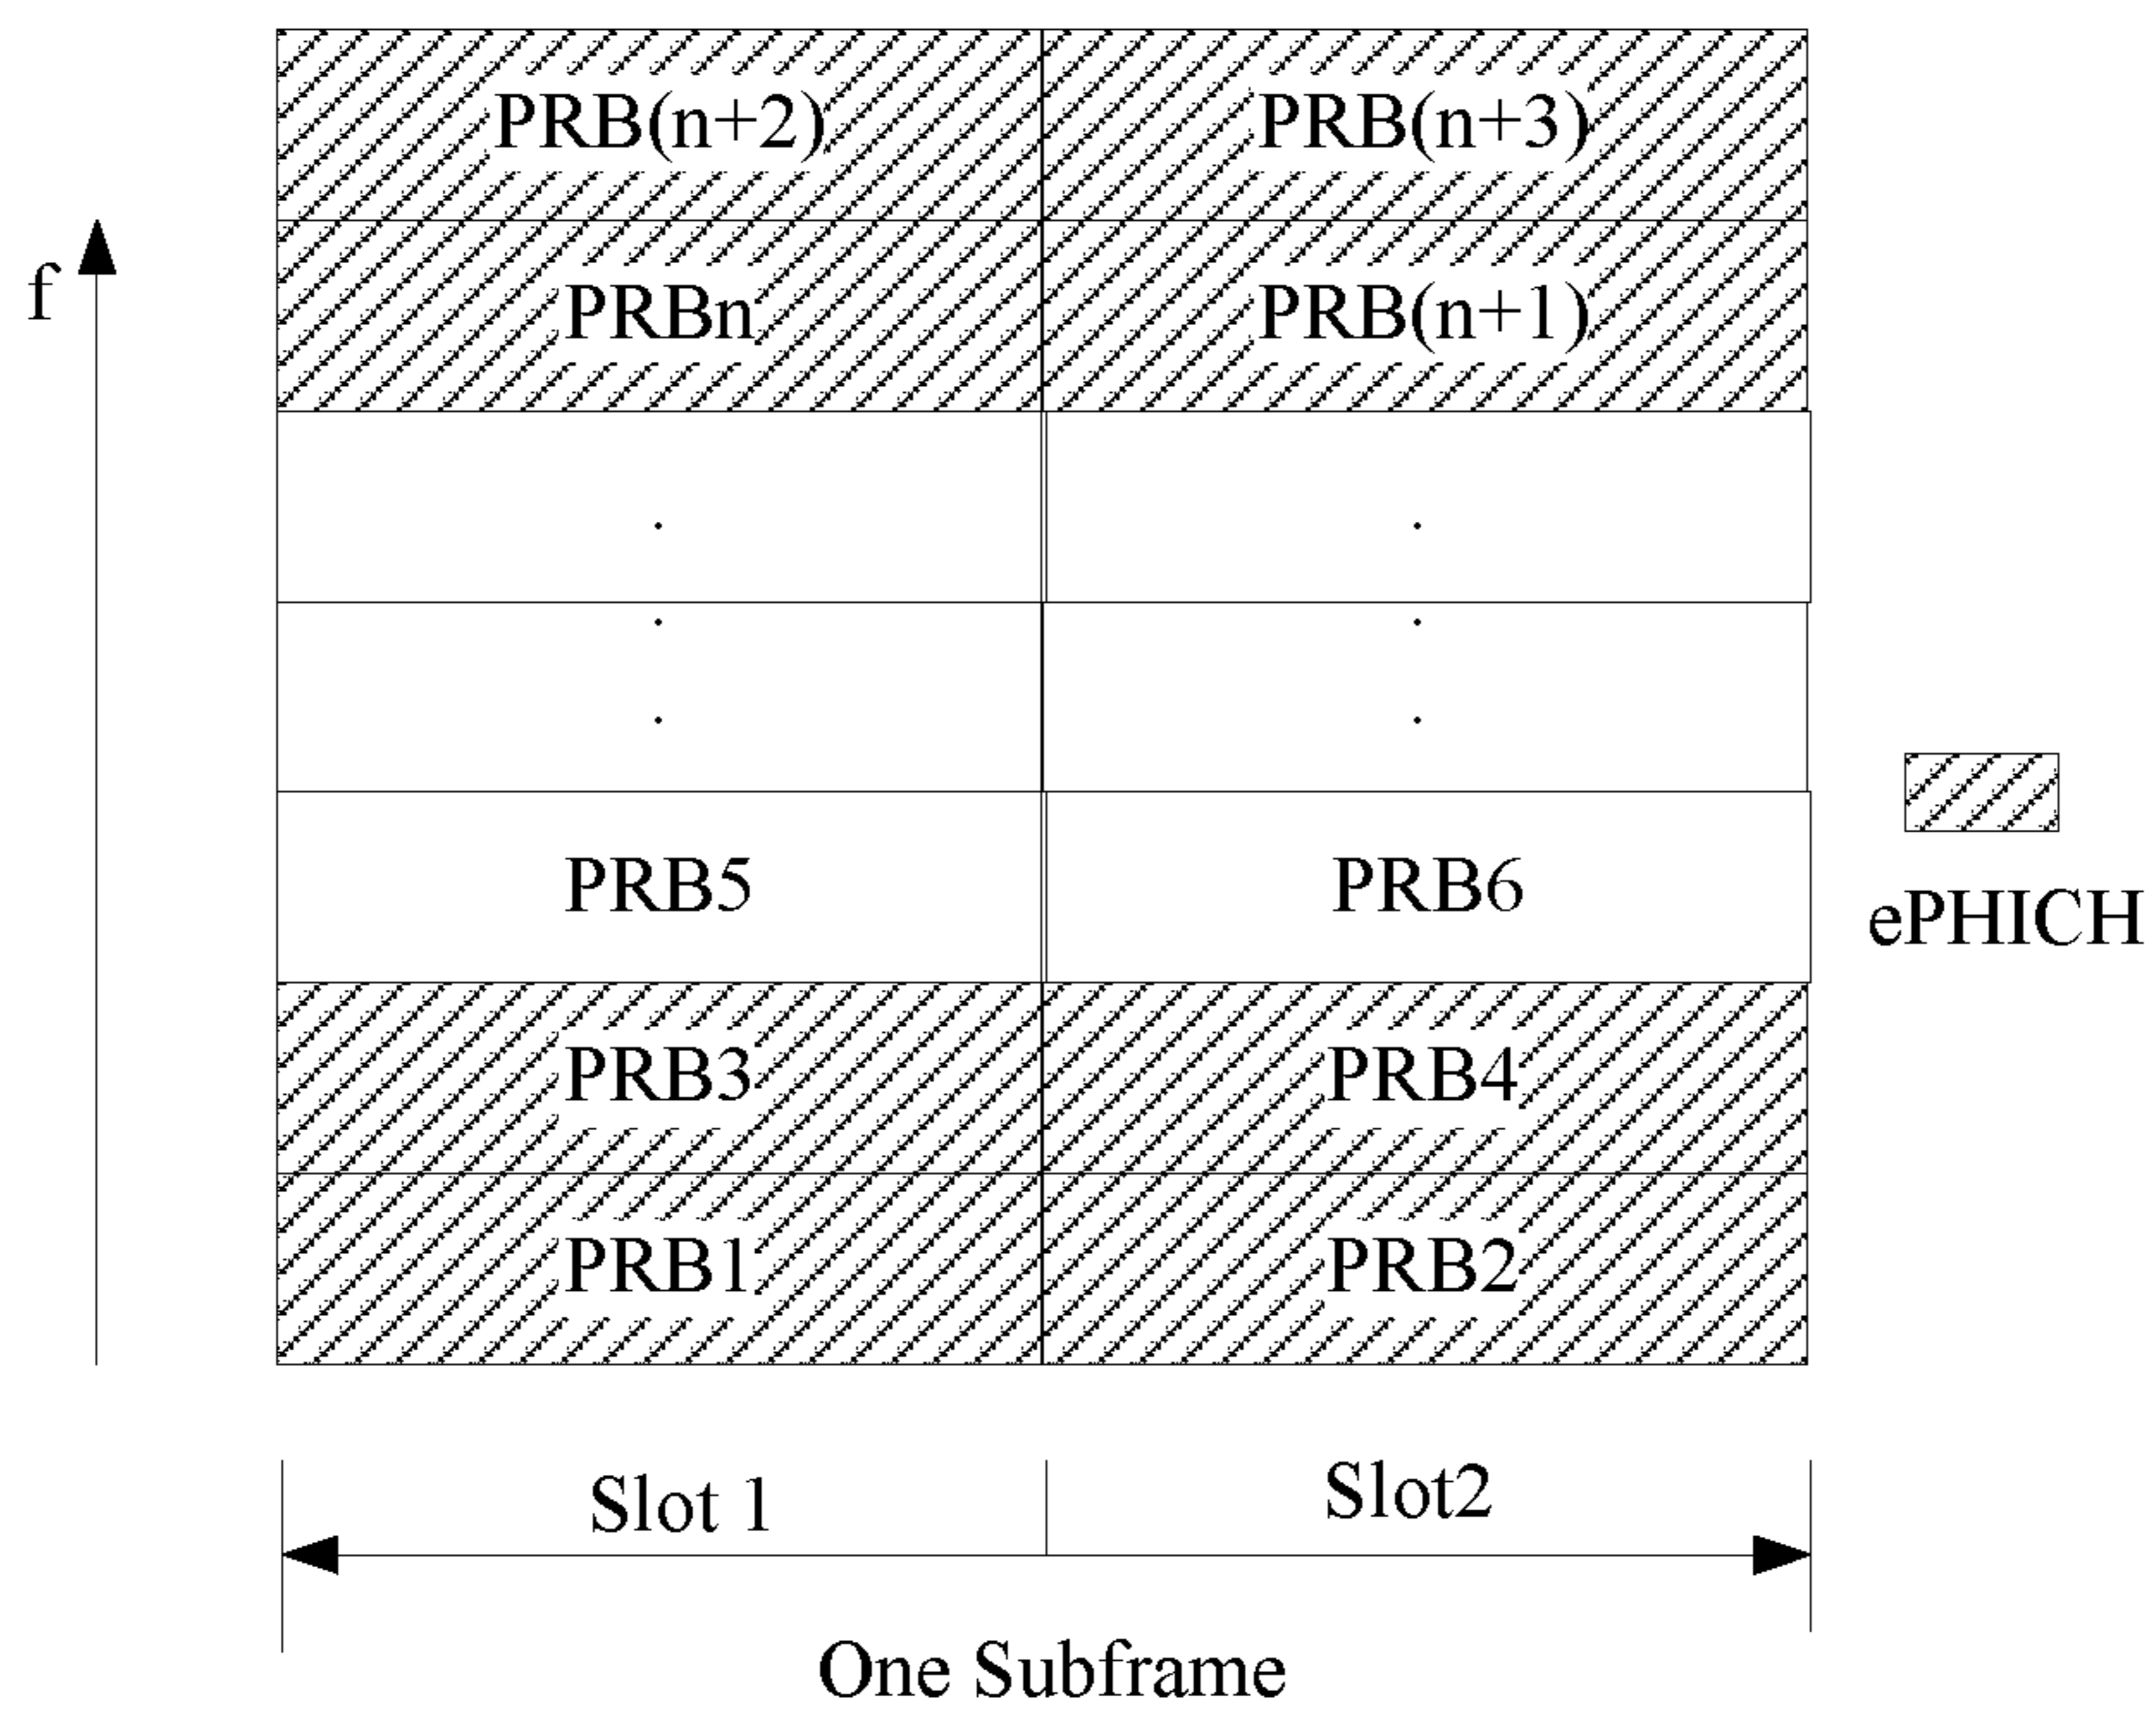 PRB(n+2) PRB(n+3)
f
PRBn PRB(n+1)
. .
. .
. .
PRB5 PRB6
ePHICH
PRB3 PRB4
PRB1 PRB2
Slot 1 Slot2
One Subframe